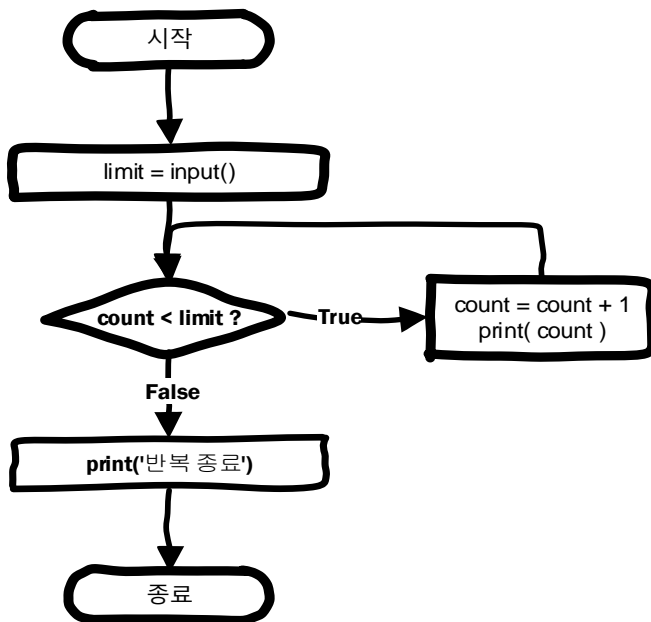 시작
limit = input()
count < limit ?
True
count = count + 1
print( count )
False
print('반복 종료')
종료